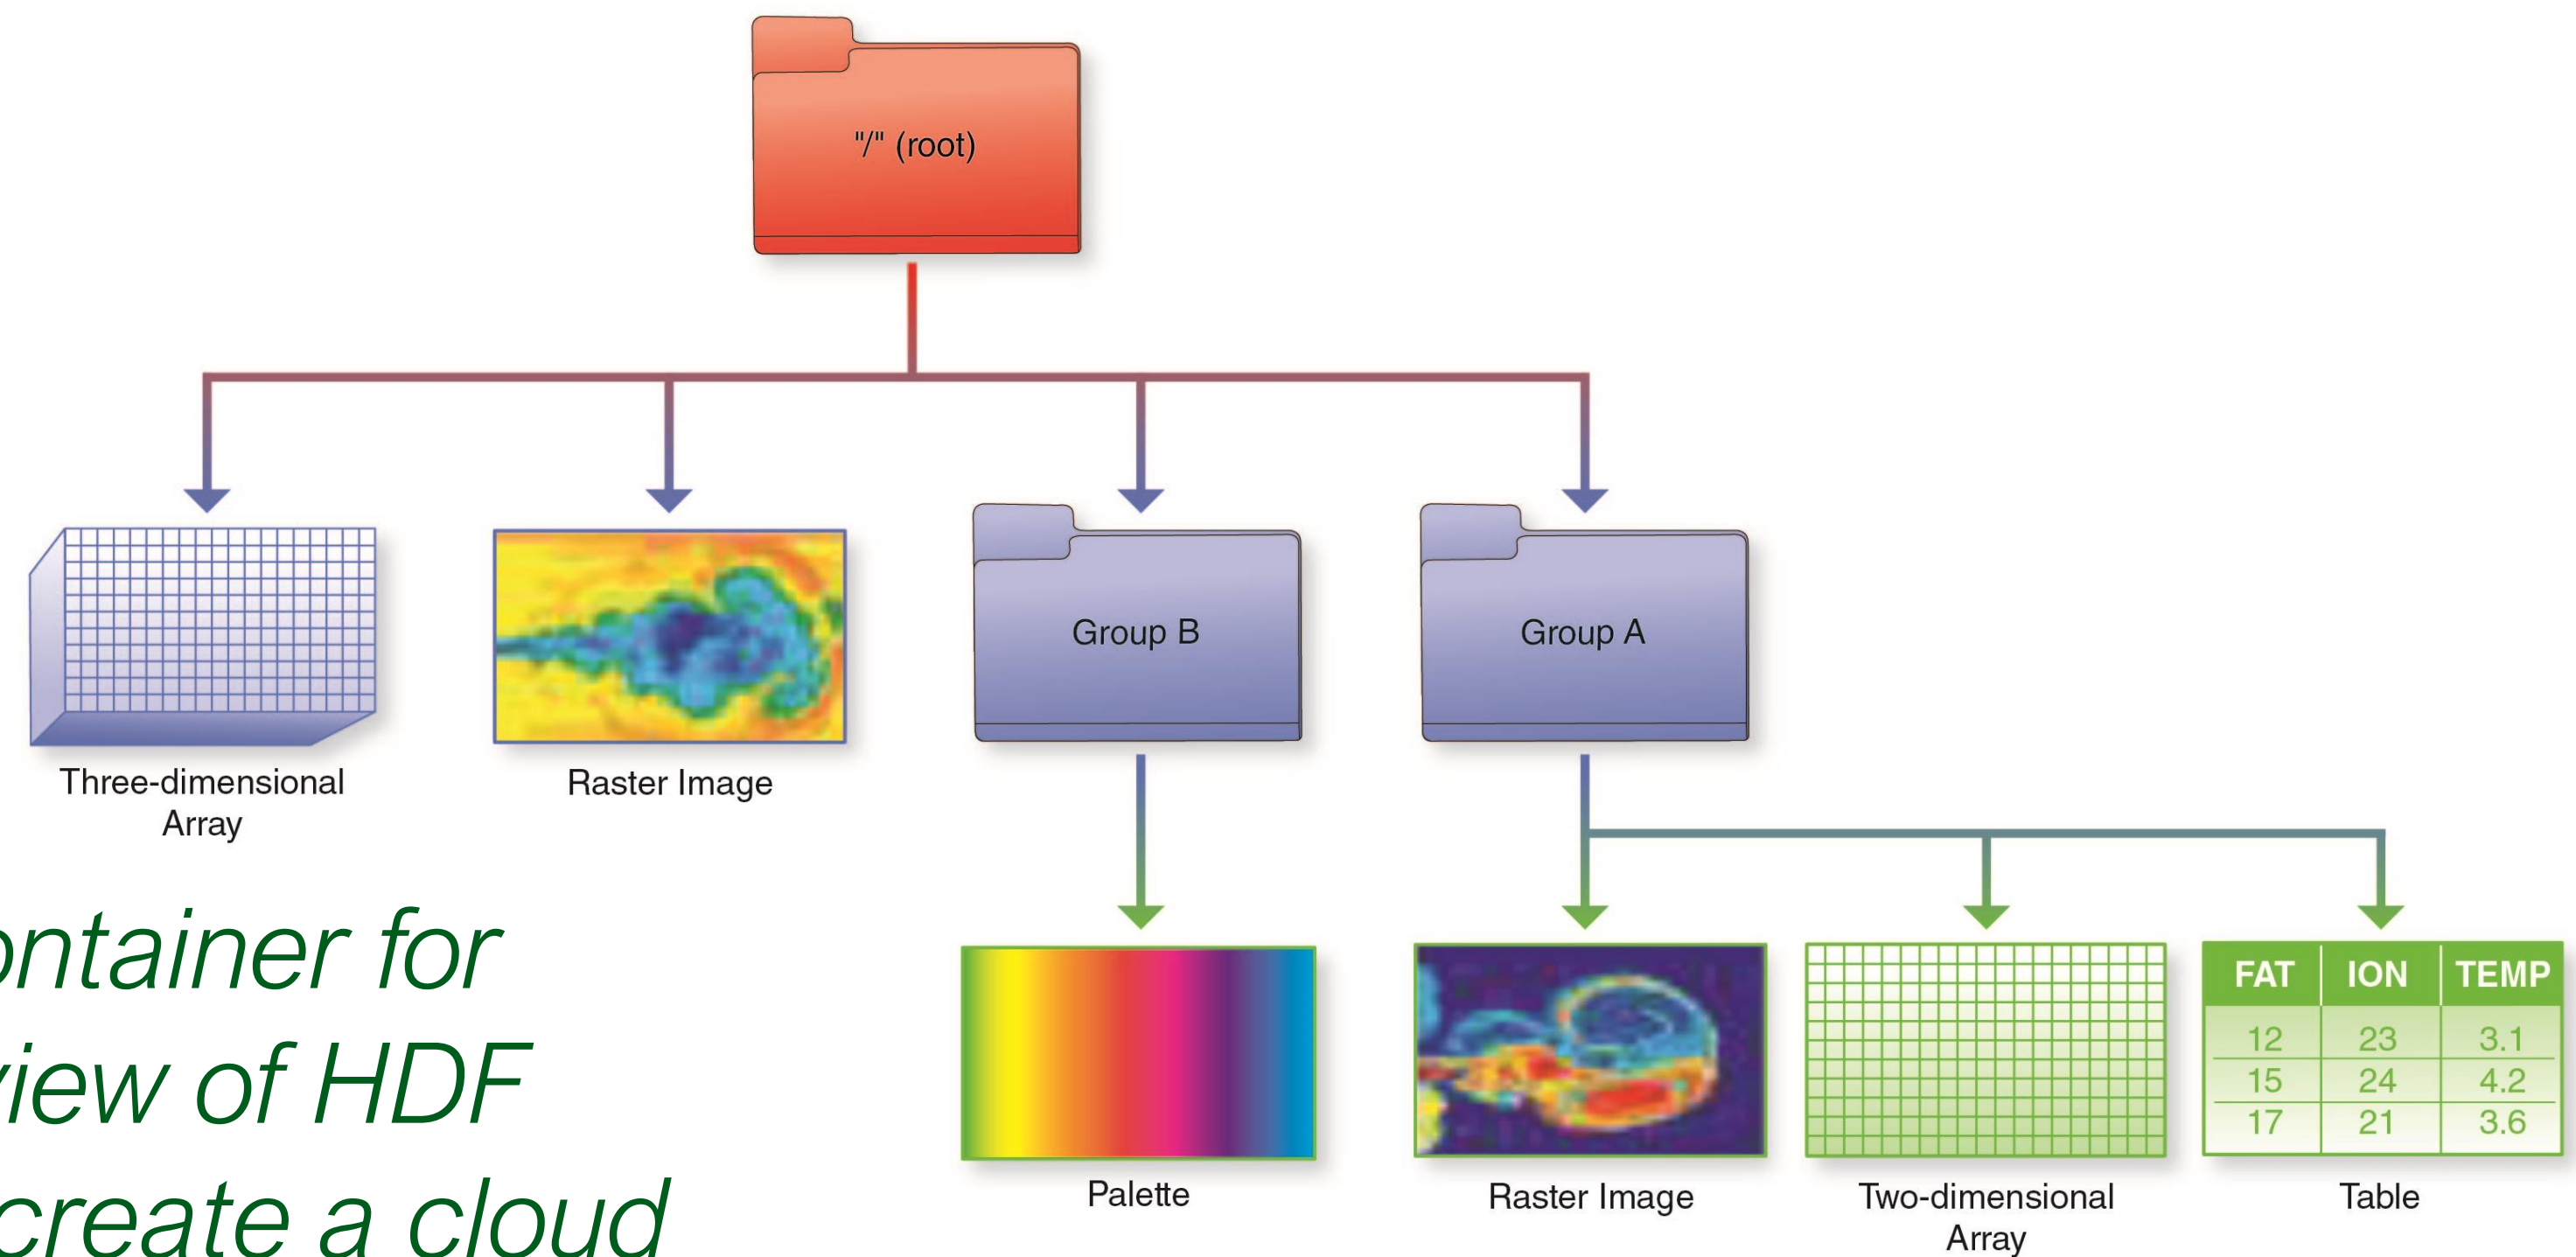 "/" (root)
Group B
Group A
Three-dimensional
Array
Raster Image
FAT ION TEMP
12 23 3.1
15 24 4.2
17 21 3.6
Palette
Raster Image
Two-dimensional
Array
Table
ontainer for
view of HDF
create a cloud